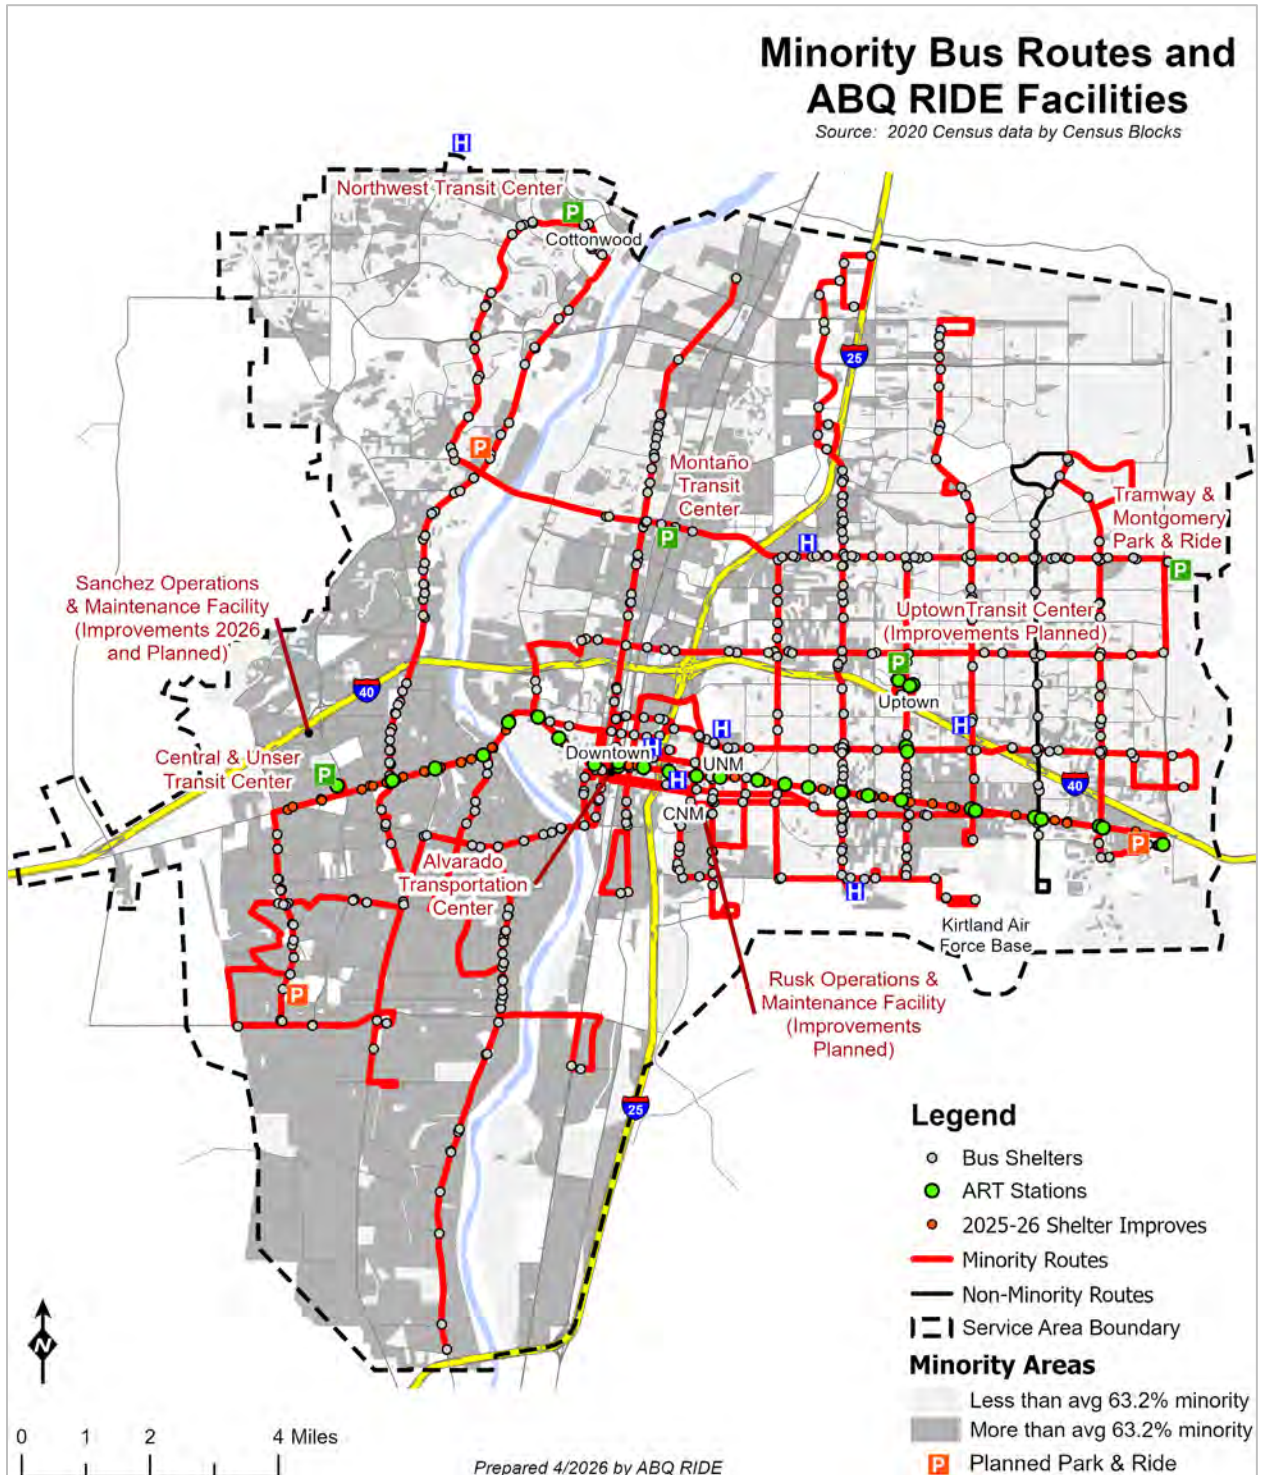 Minority Bus Routes and
ABQ RIDE Facilities
Source: 2020 Census data by Census Blocks
H
Northwest Transit Center
P
Cottonwood
25
P
Montaño
Transit
Center
P
H
Tramway &
Montgomery
Park & Ride
P
Sanchez Operations
& Maintenance Facility
(Improvements 2026
and Planned)
UptownTransit Center
(Improvements Planned)
P
40
Uptown
H
H
Central & Unser
Transit Center
P
Downtown
H
UNM
H
40
CNM
P
Alvarado
Transportation
Center
H
Kirtland Air
Force Base
P
Rusk Operations &
Maintenance Facility
(Improvements
Planned)
25
Legend
Bus Shelters
ART Stations
2025-26 Shelter Improves
Minority Routes
Non-Minority Routes
Service Area Boundary
Minority Areas
Less than avg 63.2% minority
More than avg 63.2% minority
P Planned Park & Ride
N
0 1 2 4 Miles
Prepared 4/2026 by ABQ RIDE